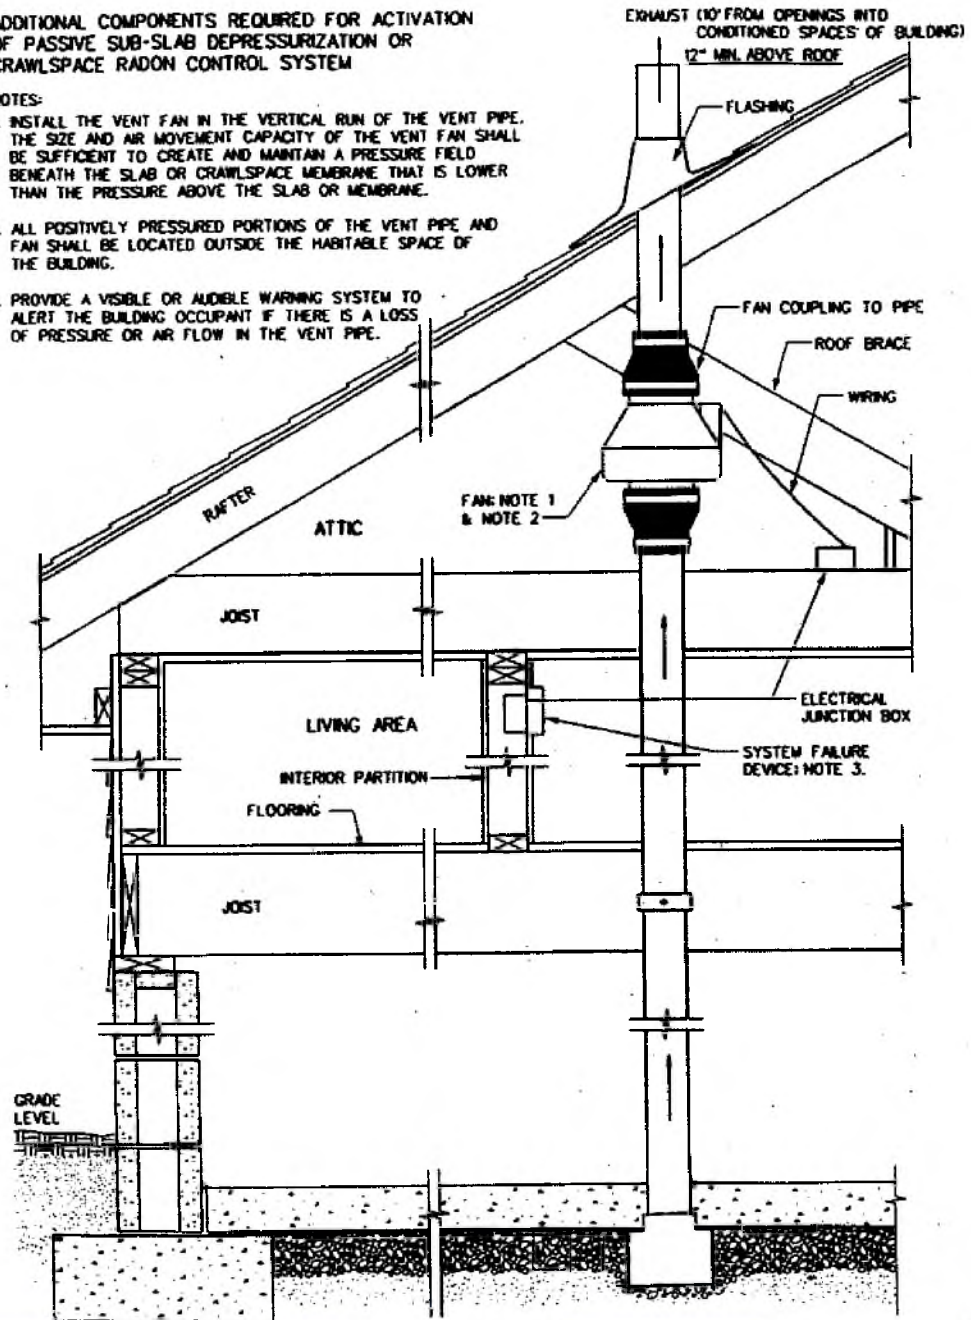 DDITIONAL COMPONENTS REQUIRED FOR ACTIVATION
OF PASSIVE SUB-SLAB DEPRESSURIZATION OR
CRAWLSPACE RADON CONTROL SYSTEM
OTES:
INSTALL THE VENT FAN IN THE VERTICAL RUN OF THE VENT PIPE.
THE SIZE AND AIR MOVEMENT CAPACITY OF THE VENT FAN SHALL
BE SUFFICENT TO CREATE AND MAINTAIN A PRESSURE FIELD
BENEATH THE SLAB OR CRAWLSPACE MEMBRANE THAT IS LOWER
THAN THE PRESSURE ABOVE THE SLAB OR MEMBRANE.
ALL POSITIVELY PRESSURED PORTIONS OF THE VENT PIPE AND
FAN SHALL BE LOCATED OUTSIDE THE HABITABLE SPACE OF
THE BUILDING.
PROVIDE A VISIBLE OR AUDIBLE WARNING SYSTEM TO
ALERT THE BUILDING OCCUPANT IF THERE IS A LOSS
OF PRESSURE OR AIR FLOW IN THE VENT PIPE.
EXHAUST (10' FROM OPENINGS INTO
CONDITIONED SPACES OF BUILDING)
12" MIN. ABOVE ROOF
FLASHING
FAN COUPLING TO PIPE
ROOF BRACE
WIRING
FAN: NOTE 1
& NOTE 2
RAFTER
ATTIC
JOIST
LIVING AREA
ELECTRICAL
JUNCTION BOX
SYSTEM FAILURE
DEVICE: NOTE 3.
INTERIOR PARTITION
FLOORING
JOIST
GRADE
LEVEL